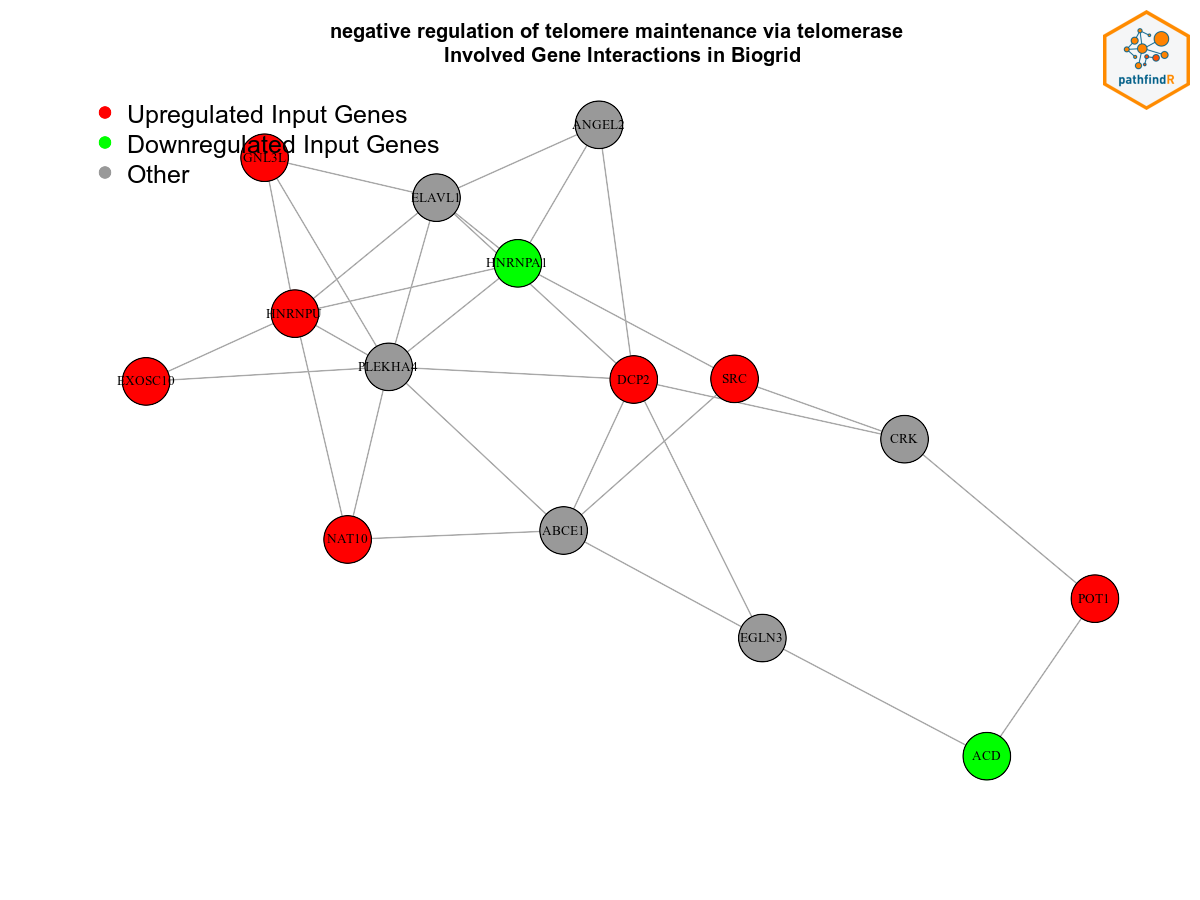 negative regulation of telomere maintenance via telomerase
Involved Gene Interactions in Biogrid
pathfindR
Upregulated Input Genes
Downregulated Input Genes
Other
ANGEL2
GNL3L
ELAVL1
HNRNPA1
HNRNPU
PLEKHA4
EXOSC10
DCP2
SRC
CRK
NAT10
ABCE1
POT1
EGLN3
ACD